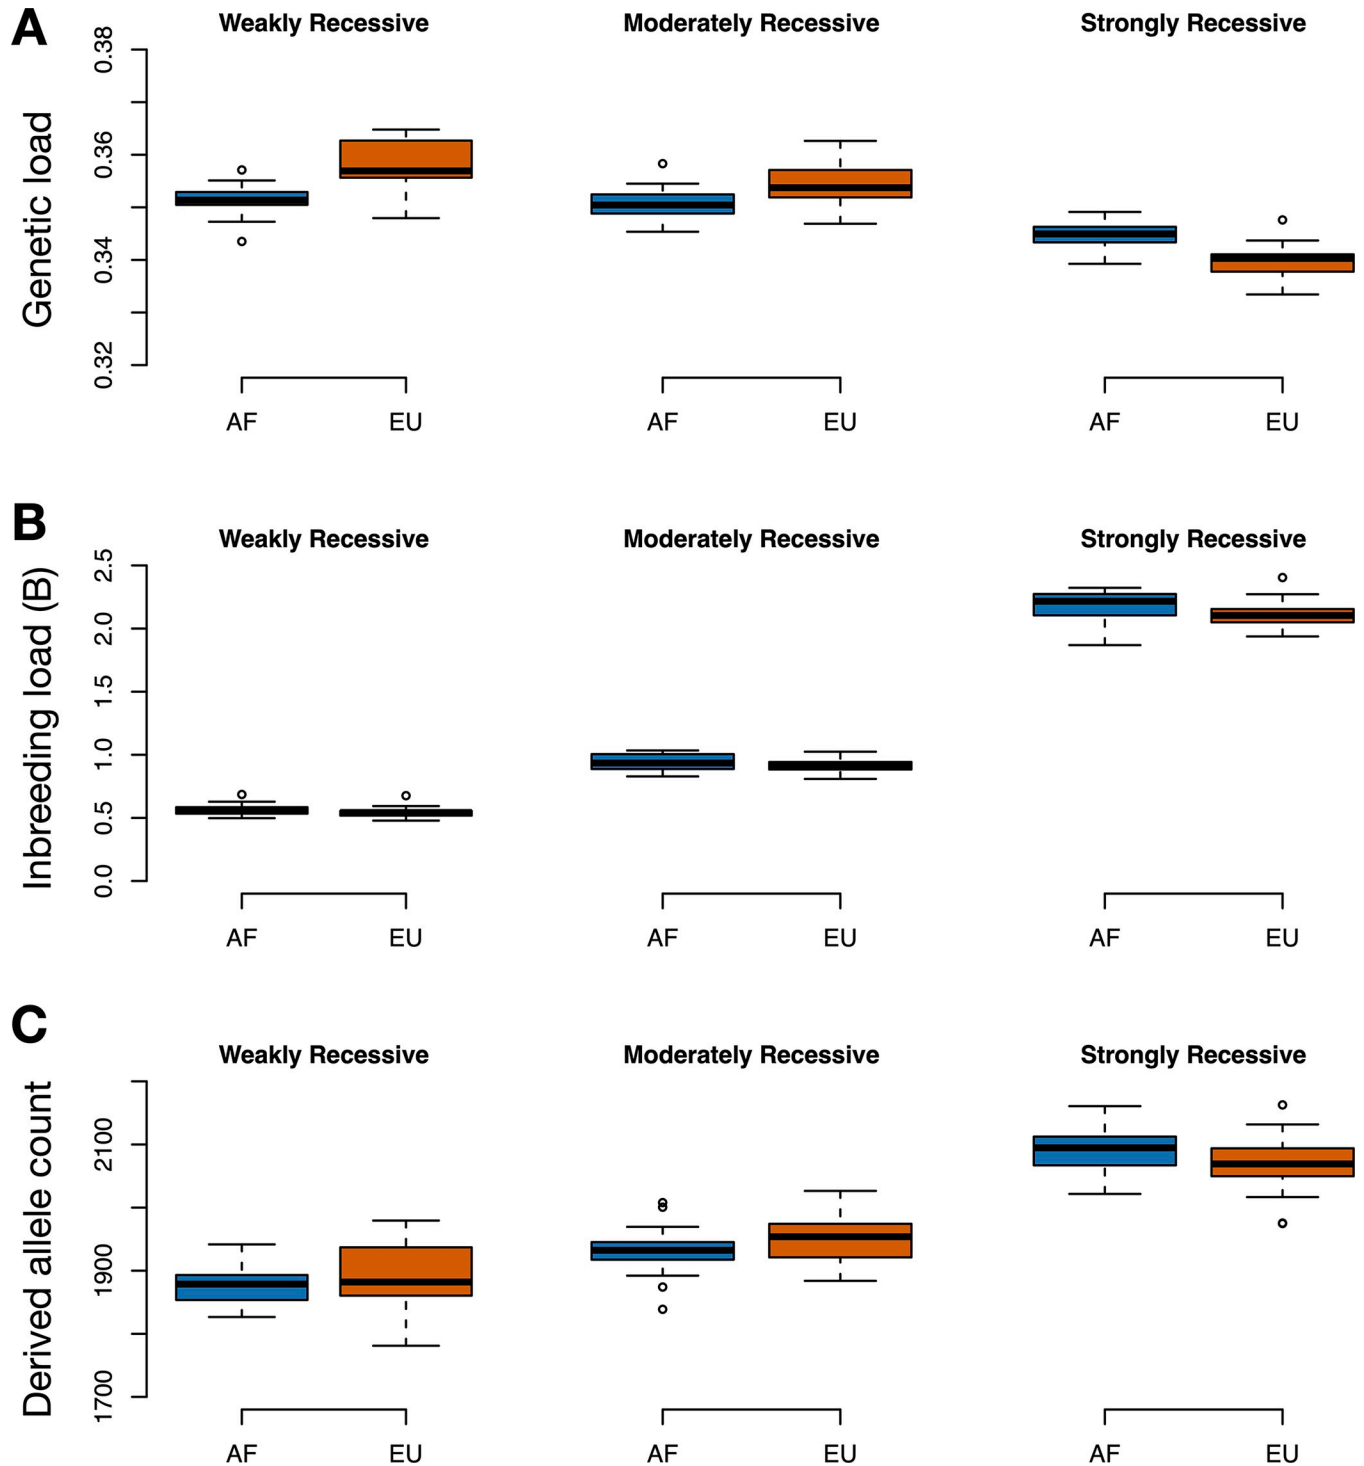 A
Weakly Recessive Moderately Recessive Strongly Recessive
Genetic load
0.38
0.36
0.34
0.32
AF EU AF EU AF EU
B
Weakly Recessive Moderately Recessive Strongly Recessive
Inbreeding load (B)
2.5
2.0
1.5
1.0
0.5
0.0
AF EU AF EU AF EU
C
Weakly Recessive Moderately Recessive Strongly Recessive
Derived allele count
2100
1900
1700
AF EU AF EU AF EU